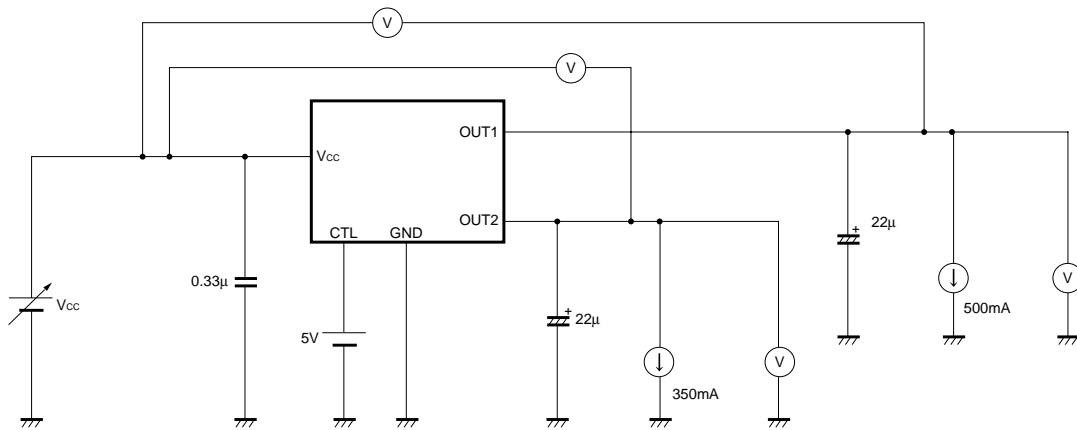 V
V
OUT1
Vcc
OUT2
CTL
GND
22μ
+
0.33μ
Vcc
V
500mA
+
22μ
5V
V
350mA